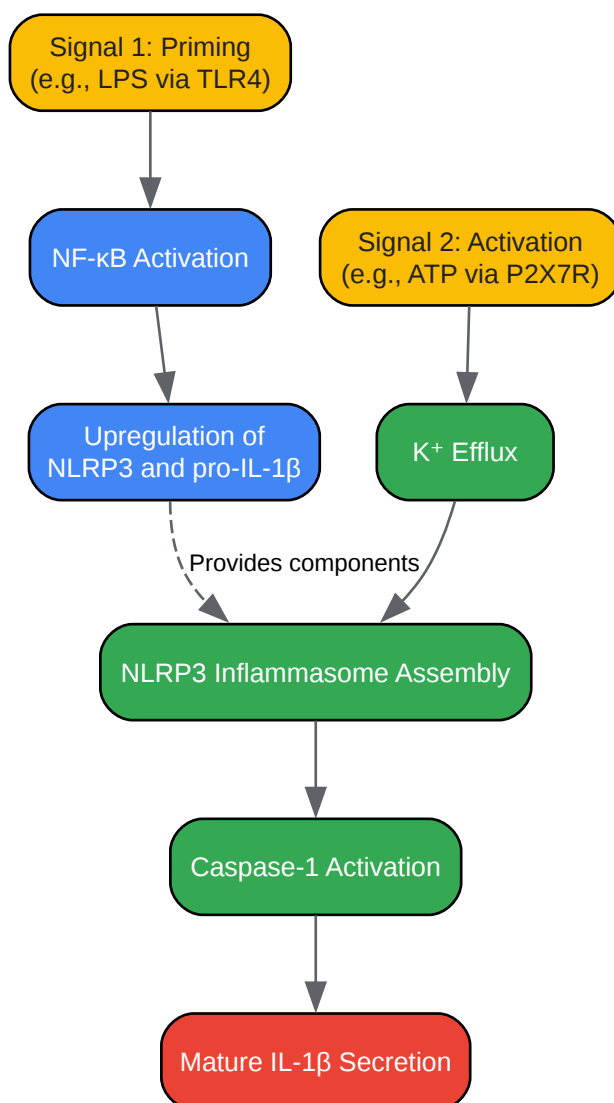 Signal 1: Priming
(e.g., LPS via TLR4)
NF-κB Activation
Signal 2: Activation
(e.g., ATP via P2X7R)
Upregulation of
NLRP3 and pro-IL-1β
K⁺ Efflux
Provides components
NLRP3 Inflammasome Assembly
Caspase-1 Activation
Mature IL-1β Secretion